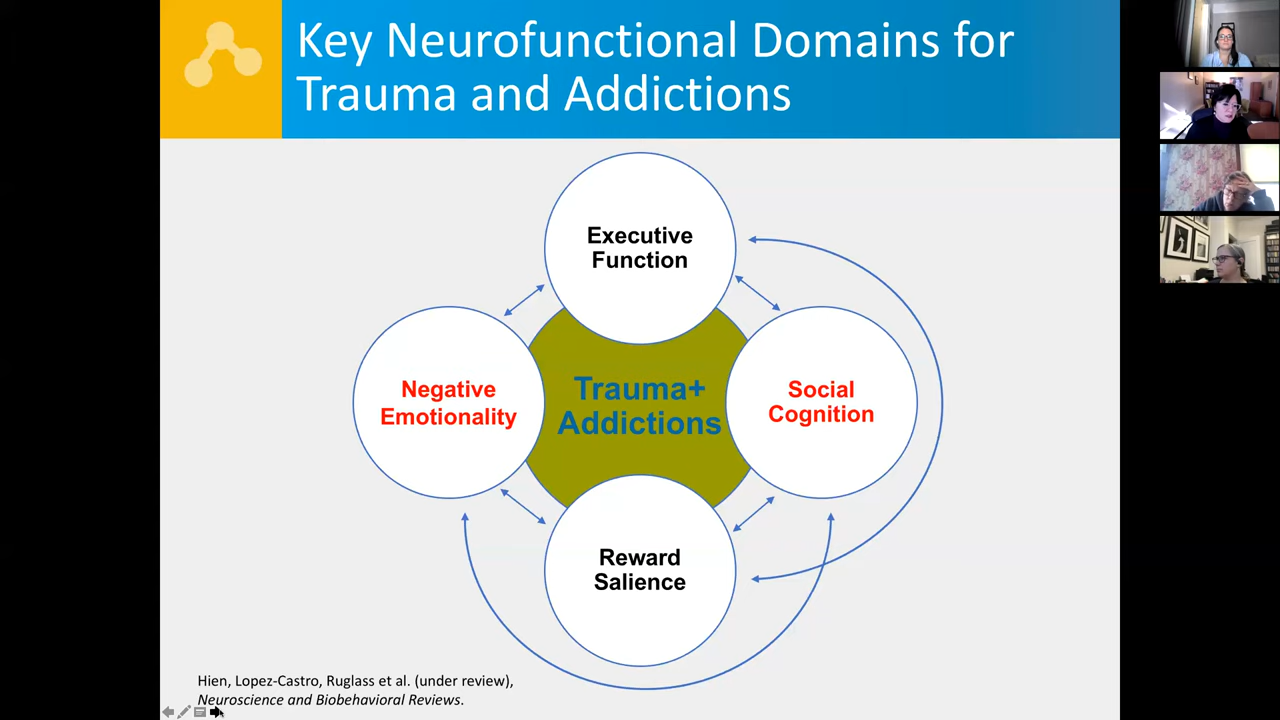 Key Neurofunctional Domains for
Trauma and Addictions
Executive
Function
Negative
Emotionality
Trauma+
Addictions
Social
Cognition
Reward
Salience
Hien, Lopez-Castro, Ruglass et al. (under review),
Neuroscience and Biobehavioral Reviews.